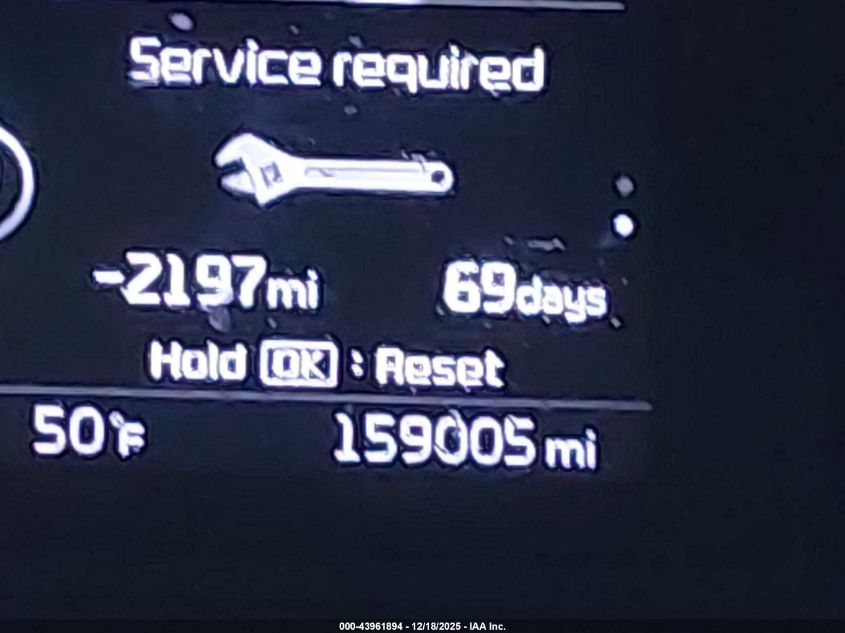 Service required
-2197mi 69days
Hold OK : Reset
50°F 159005 mi
000-43961894 - 12/18/2025 - IAA Inc.